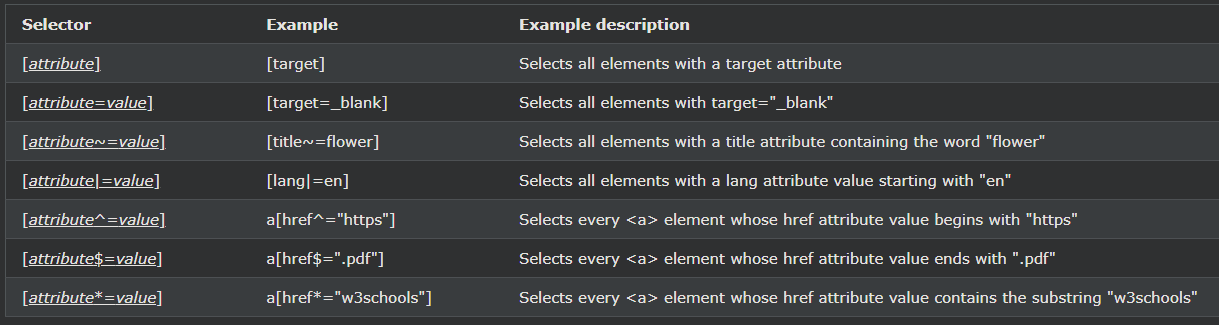 Selector Example Example description
[attribute] [target] Selects all elements with a target attribute
[attribute=value] [target=_blank] Selects all elements with target="_blank"
[attribute~=value] [title~=flower] Selects all elements with a title attribute containing the word "flower"
[attribute|=value] [lang|=en] Selects all elements with a lang attribute value starting with "en"
[attribute^=value] a[href^="https"] Selects every <a> element whose href attribute value begins with "https"
[attribute$=value] a[href$=".pdf"] Selects every <a> element whose href attribute value ends with ".pdf"
[attribute*=value] a[href*="w3schools"] Selects every <a> element whose href attribute value contains the substring "w3schools"